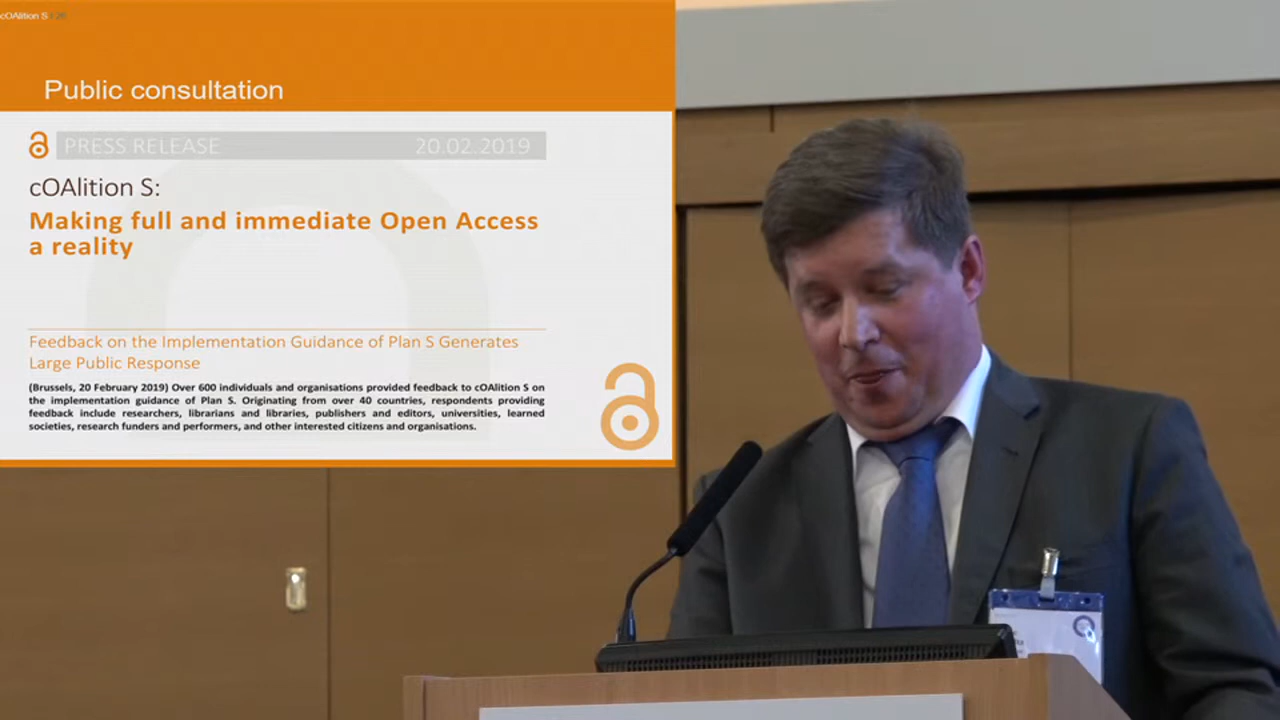 cOAlition S / 26
Public consultation
PRESS RELEASE 20.02.2019
cOAlition S:
Making full and immediate Open Access
a reality
Feedback on the Implementation Guidance of Plan S Generates
Large Public Response
(Brussels, 20 February 2019) Over 600 individuals and organisations provided feedback to cOAlition S on
the implementation guidance of Plan S. Originating from over 40 countries, respondents providing
feedback include researchers, librarians and libraries, publishers and editors, universities, learned
societies, research funders and performers, and other interested citizens and organisations.